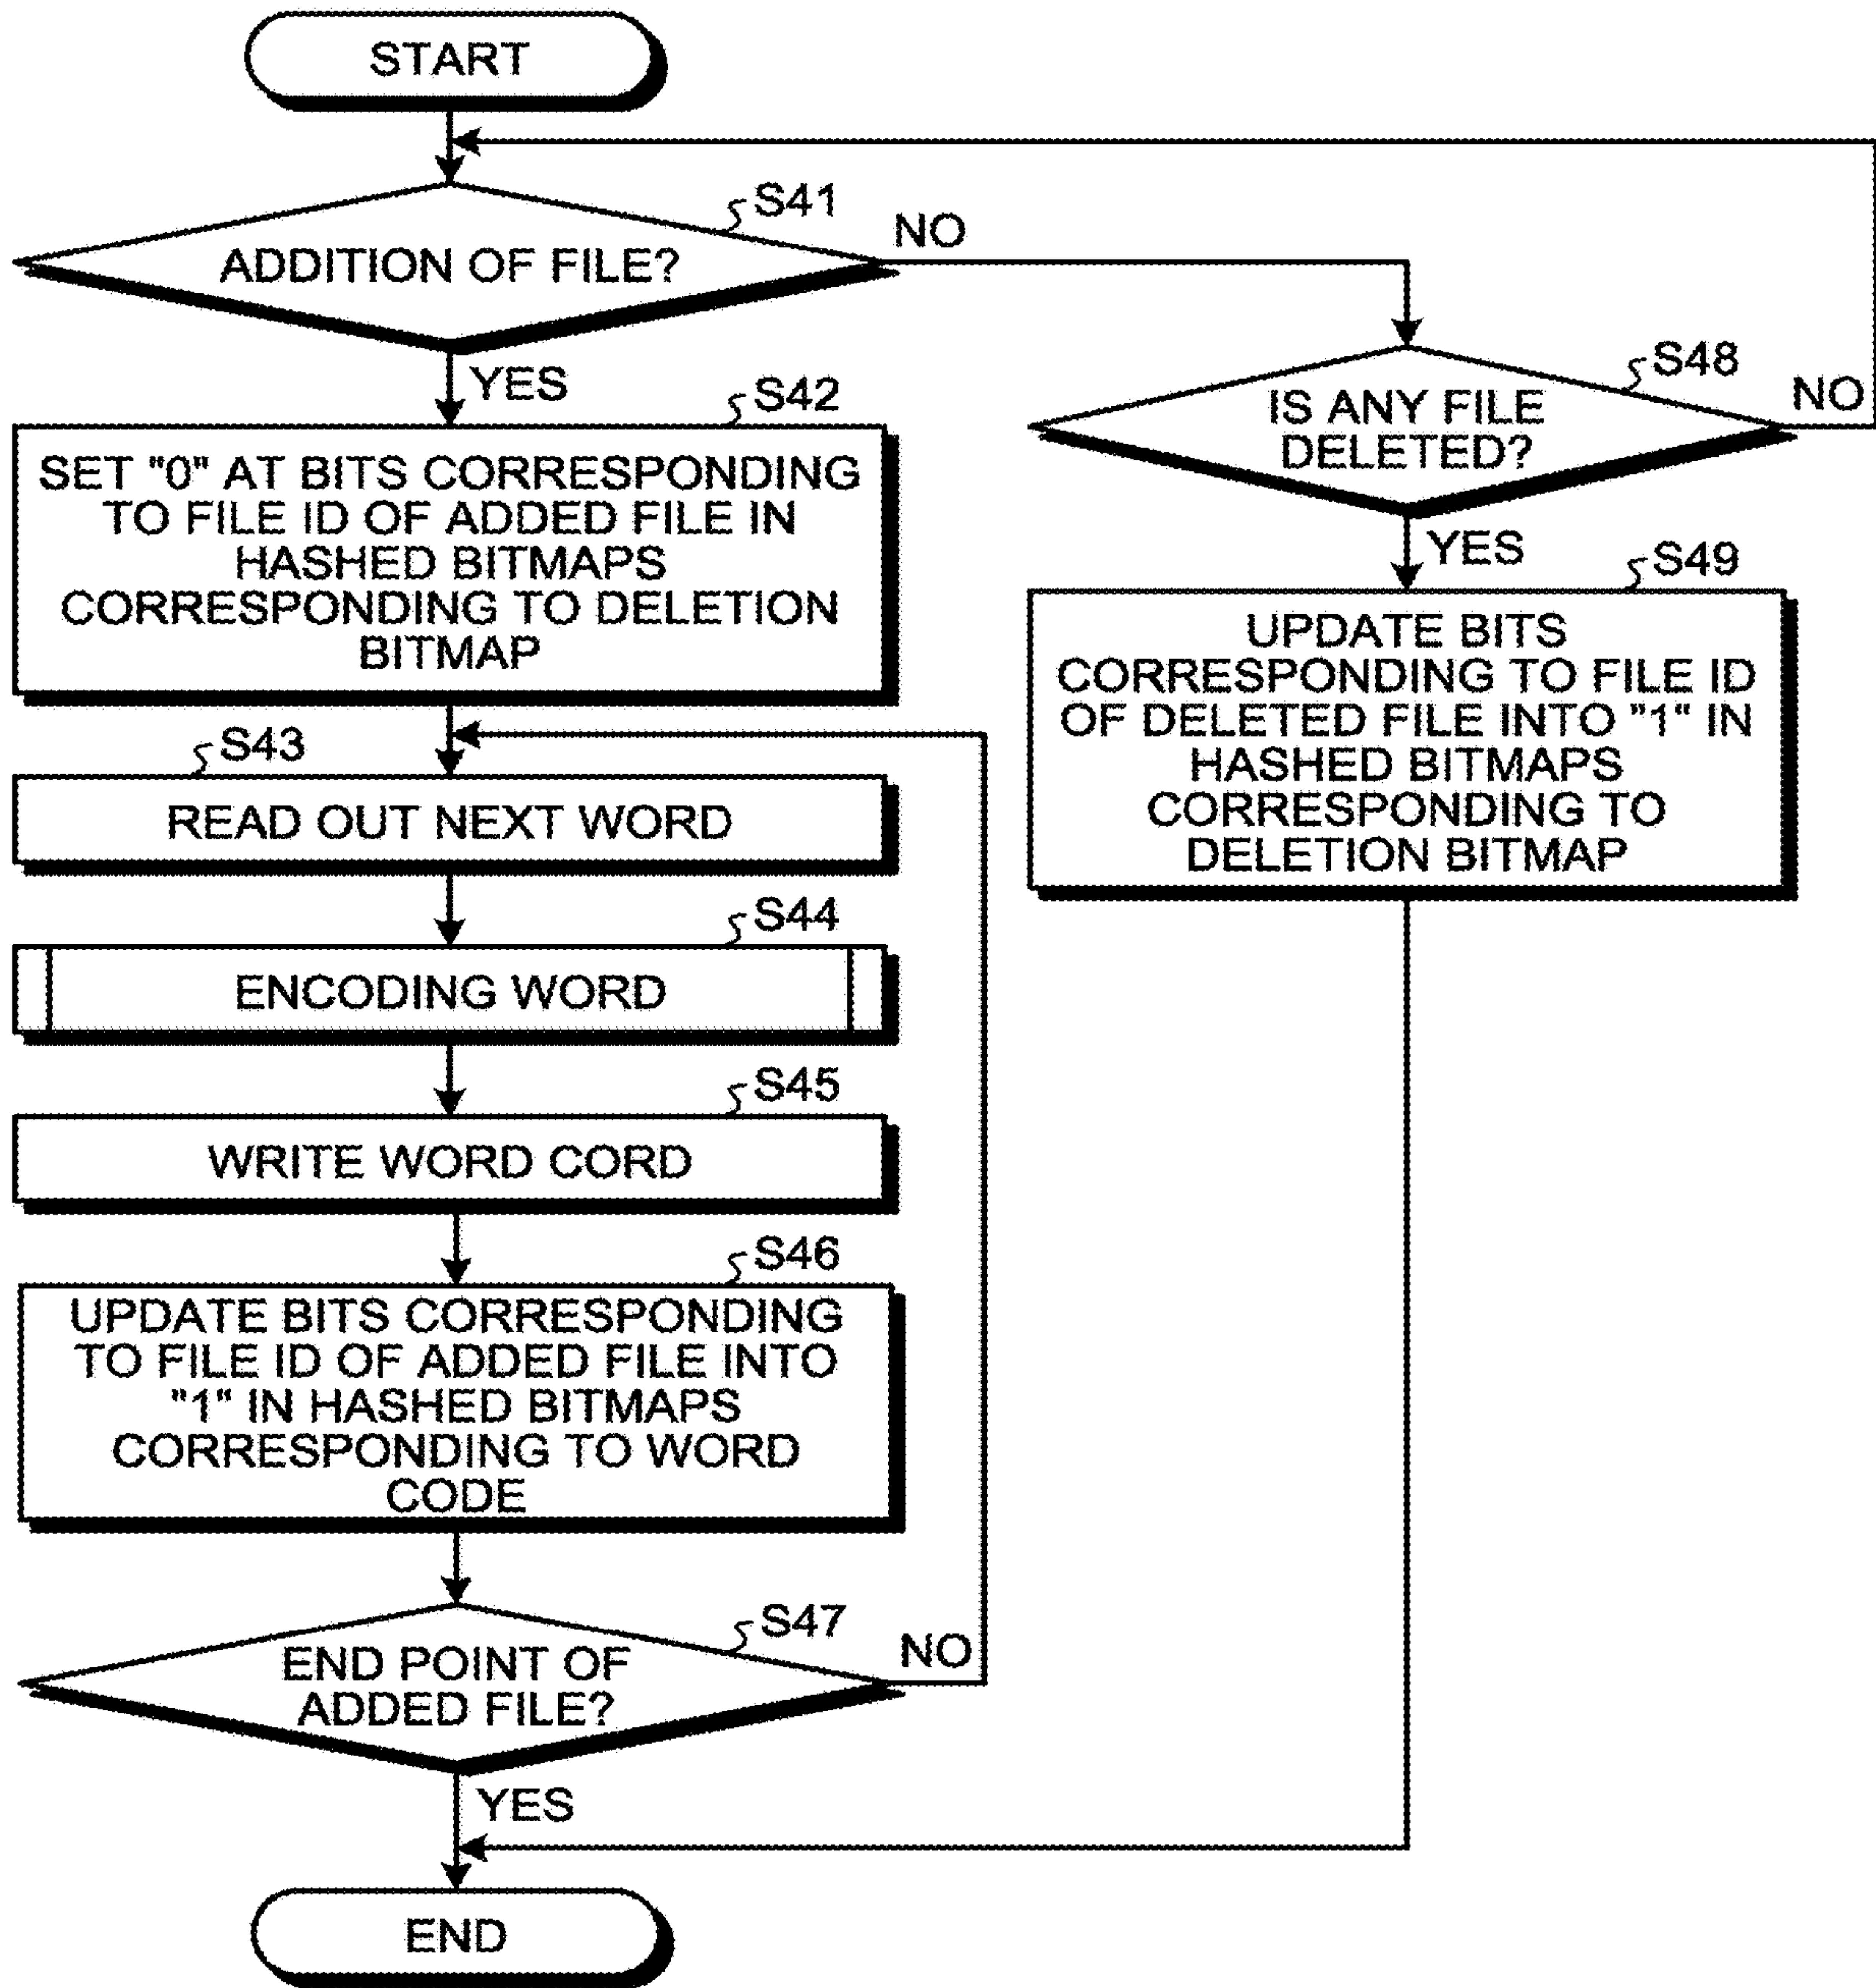 START
S41
ADDITION OF FILE?
NO
YES
S42
SET "0" AT BITS CORRESPONDING
TO FILE ID OF ADDED FILE IN
HASHED BITMAPS
CORRESPONDING TO DELETION
BITMAP
S43
READ OUT NEXT WORD
S44
ENCODING WORD
S45
WRITE WORD CORD
S46
UPDATE BITS CORRESPONDING
TO FILE ID OF ADDED FILE INTO
"1" IN HASHED BITMAPS
CORRESPONDING TO WORD
CODE
S47
END POINT OF
ADDED FILE?
NO
YES
END
S48
IS ANY FILE
DELETED?
NO
YES
S49
UPDATE BITS
CORRESPONDING TO FILE ID
OF DELETED FILE INTO "1" IN
HASHED BITMAPS
CORRESPONDING TO
DELETION BITMAP